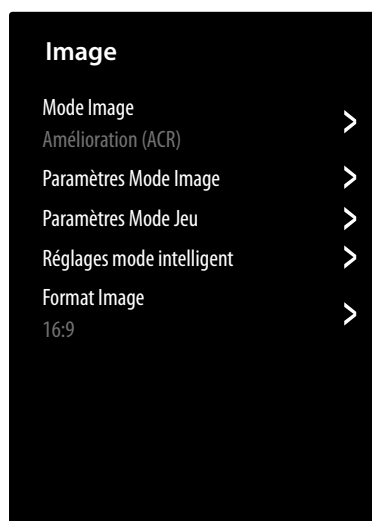 Image
Mode Image
Amélioration (ACR)
Paramètres Mode Image
Paramètres Mode Jeu
Réglages mode intelligent
Format Image
16:9